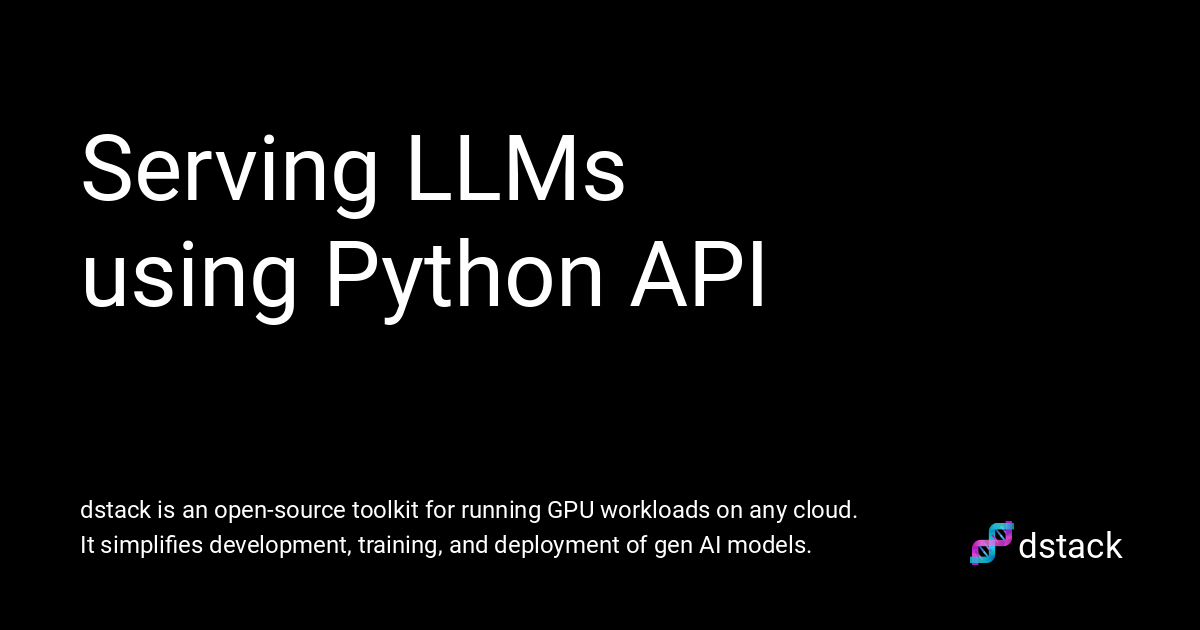 Serving LLMs
using Python API
dstack is an open-source toolkit for running GPU workloads on any cloud.
It simplifies development, training, and deployment of gen AI models.
dstack